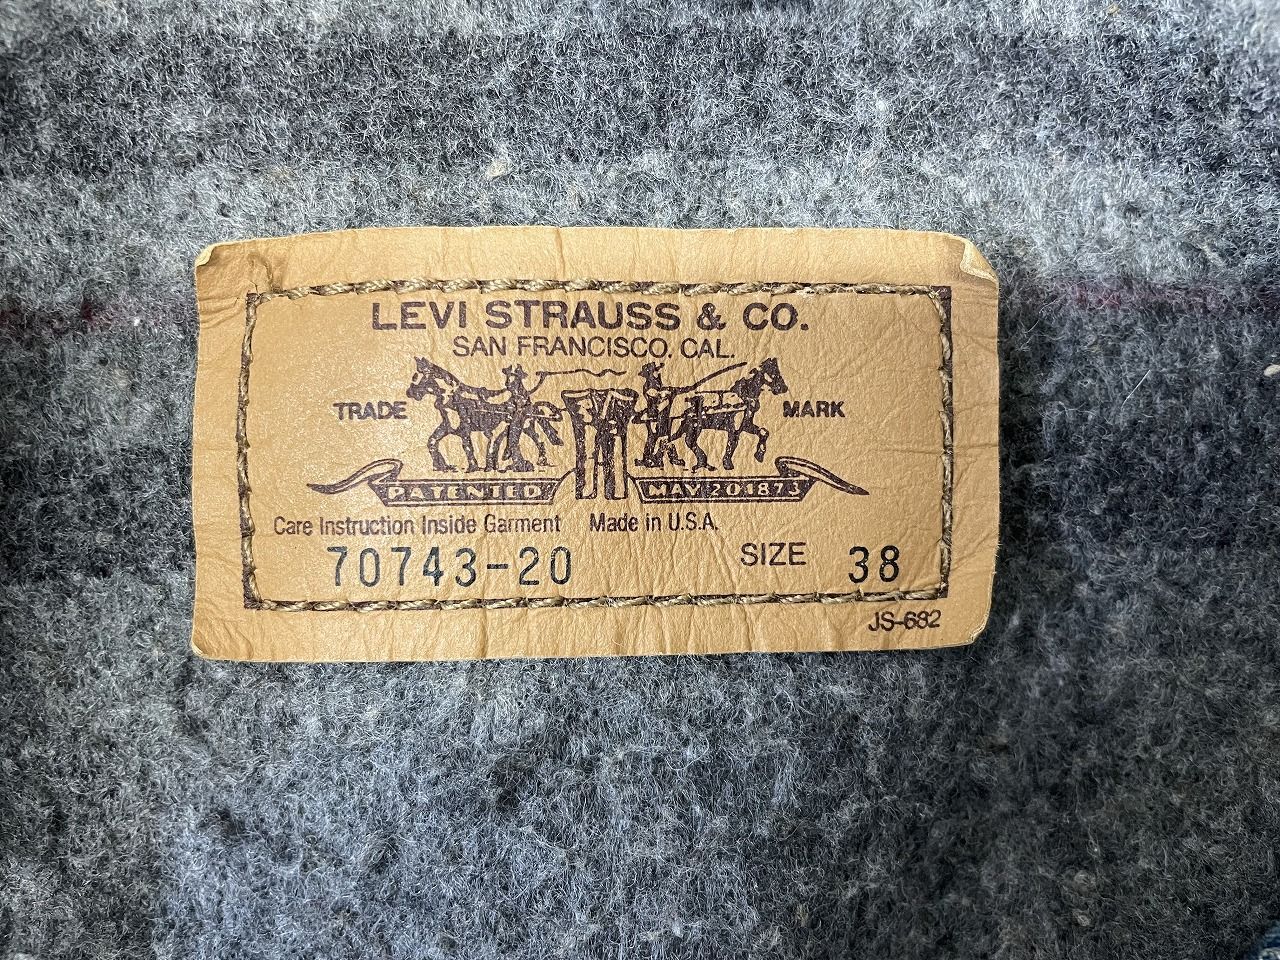 LEVI STRAUSS & CO.
SAN FRANCISCO. CAL.
TRADE MARK
PATENTED MAY 20 1873
Care Instruction Inside Garment Made in U.S.A.
70743-20 SIZE 38
JS-682